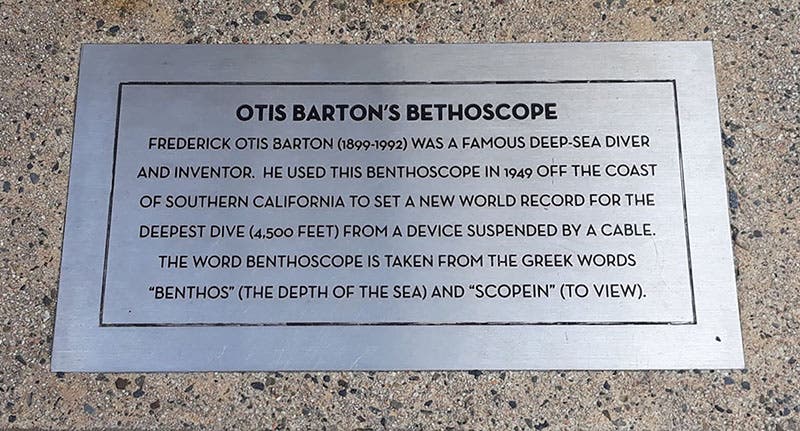 OTIS BARTON'S BETHOSCOPE
FREDERICK OTIS BARTON (1899-1992) WAS A FAMOUS DEEP-SEA DIVER
AND INVENTOR. HE USED THIS BENTHOSCOPE IN 1949 OFF THE COAST
OF SOUTHERN CALIFORNIA TO SET A NEW WORLD RECORD FOR THE
DEEPEST DIVE (4,500 FEET) FROM A DEVICE SUSPENDED BY A CABLE.
THE WORD BENTHOSCOPE IS TAKEN FROM THE GREEK WORDS
“BENTHOS” (THE DEPTH OF THE SEA) AND “SCOPEIN” (TO VIEW).